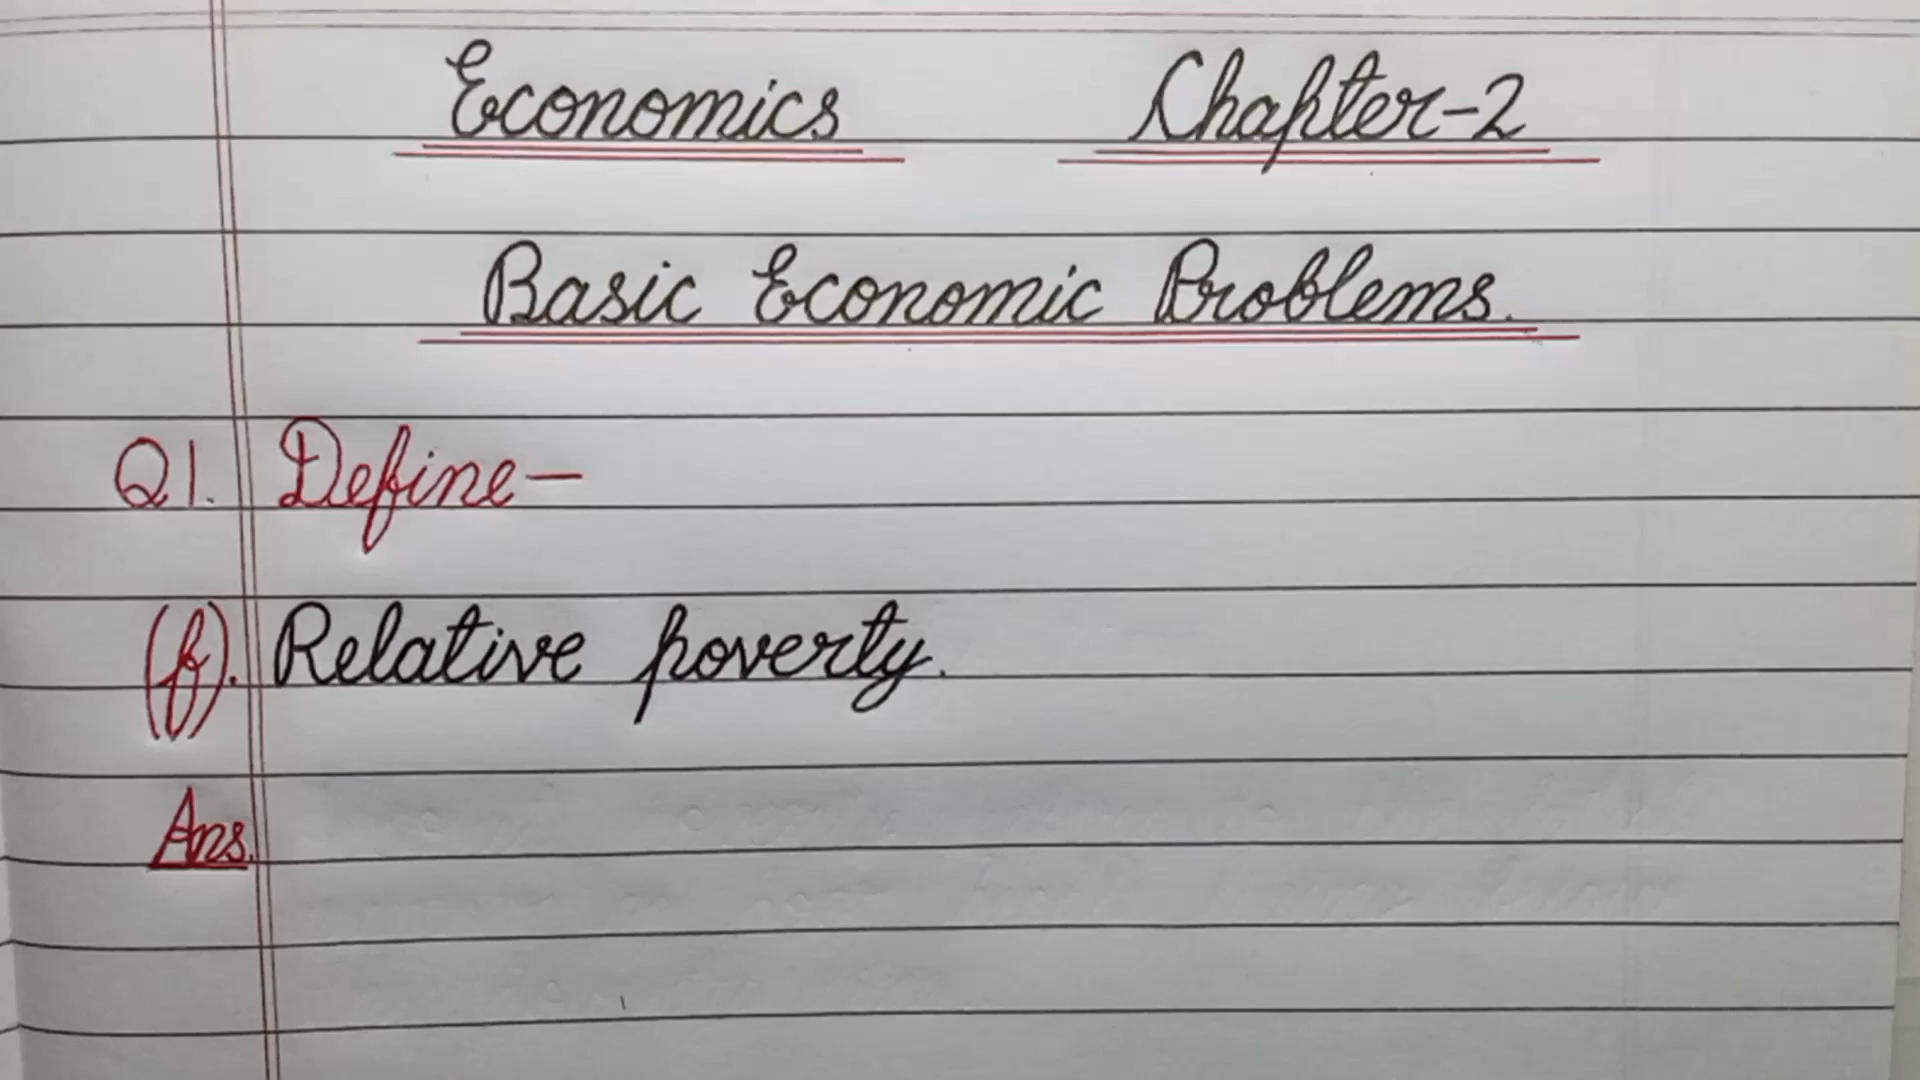 Economics Chapter-2
Basic Economic Problems.
Q1. Define-
(f). Relative poverty.
Ans.